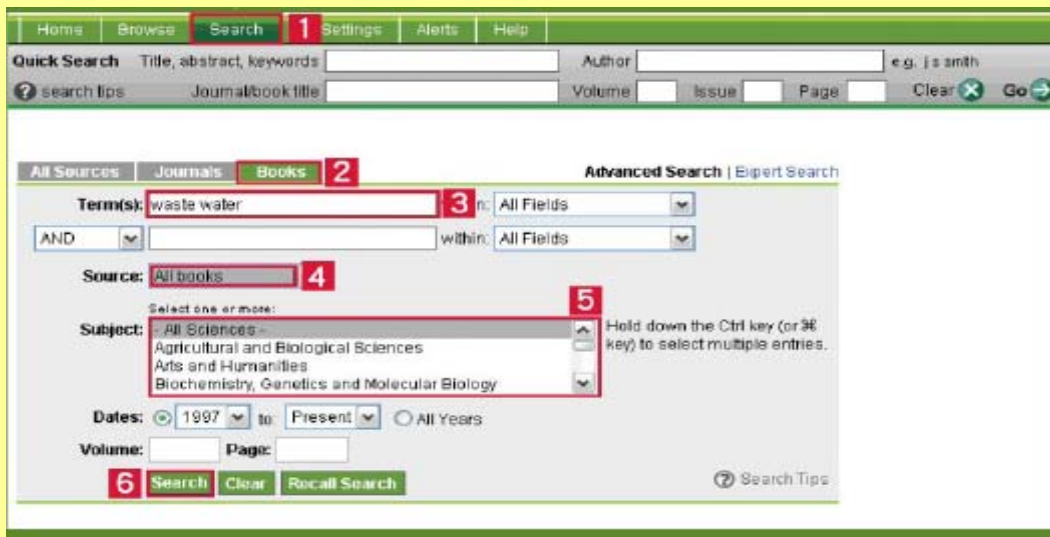 Home Browse Search 1 Settings Alerts Help
Quick Search Title, abstract, keywords Author e.g. j s smith
? search tips Journal/book title Volume Issue Page Clear Go
All Sources Journals Books 2 Advanced Search | Expert Search
Term(s): waste water 3 n: All Fields
AND within: All Fields
Source: All books 4
Select one or more: 5
Subject: - All Sciences -
Agricultural and Biological Sciences
Arts and Humanities
Biochemistry, Genetics and Molecular Biology
Hold down the Ctrl key (or ⌘
key) to select multiple entries.
Dates: 1997 to: Present All Years
Volume: Page:
6 Search Clear Recall Search ? Search Tips